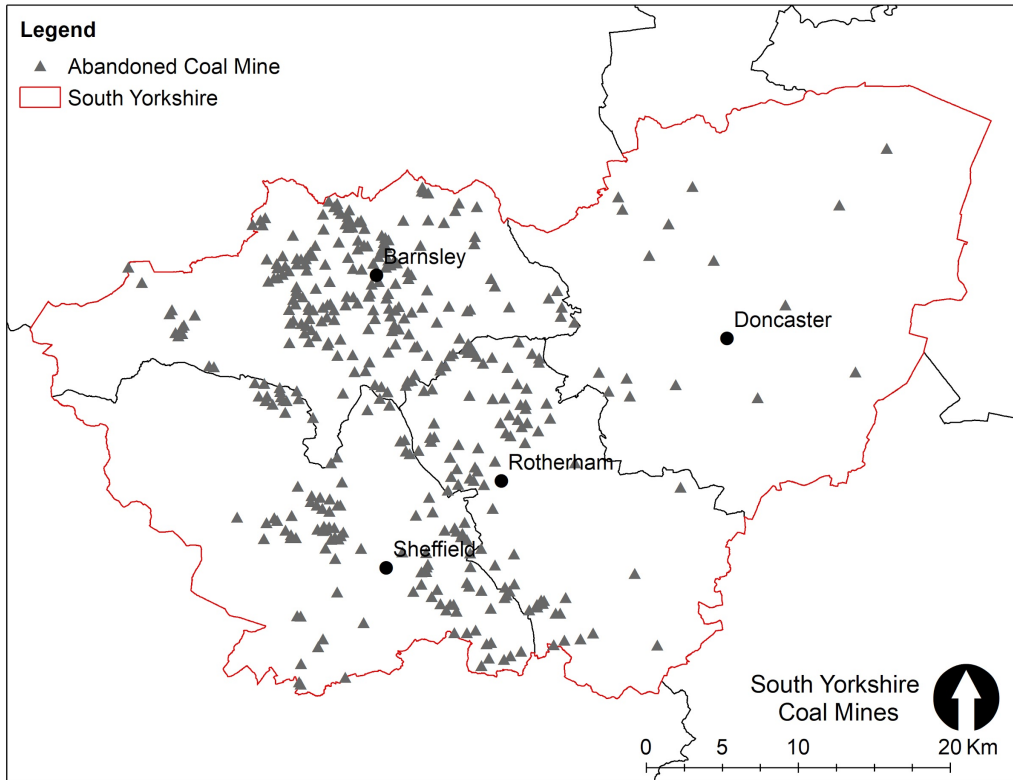 Legend
Abandoned Coal Mine
South Yorkshire
Barnsley
Doncaster
Rotherham
Sheffield
South Yorkshire
Coal Mines
0 5 10 20 Km